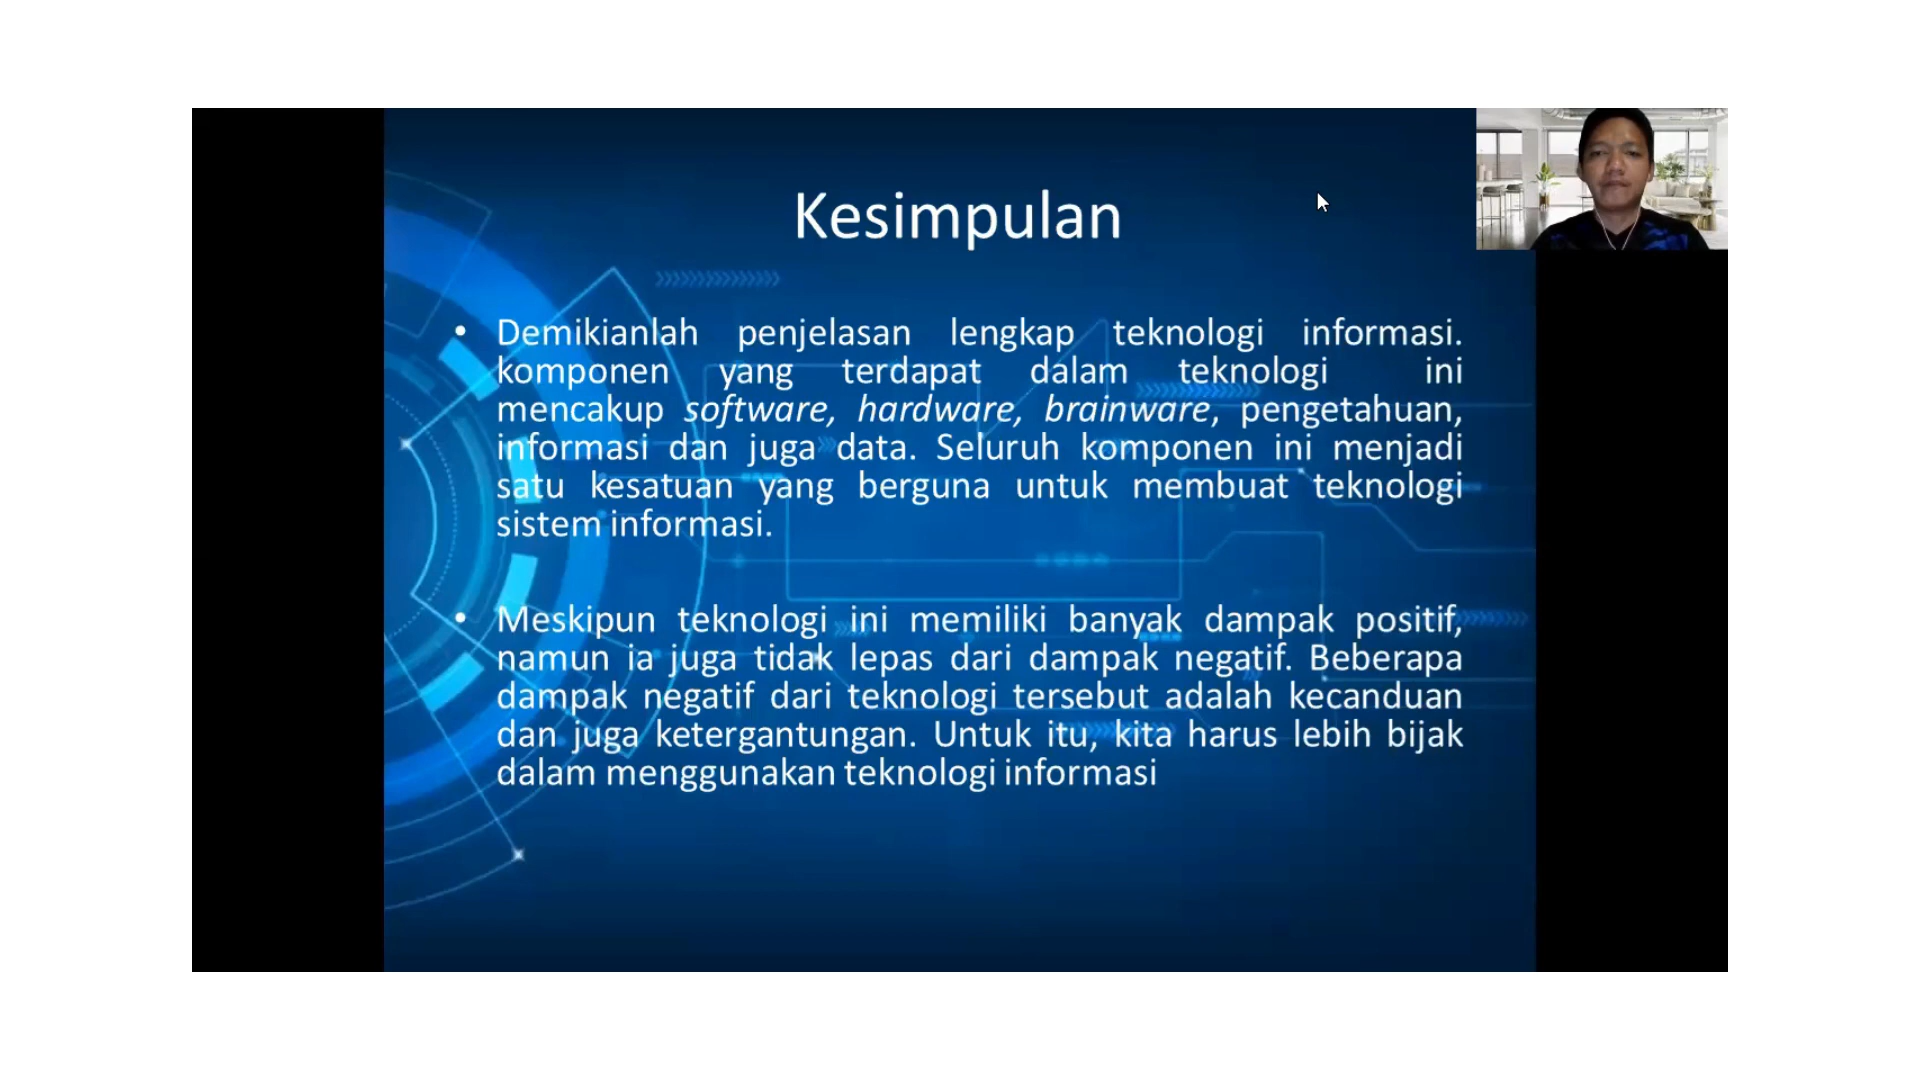 Kesimpulan
• Demikianlah penjelasan lengkap teknologi informasi.
komponen yang terdapat dalam teknologi ini
mencakup software, hardware, brainware, pengetahuan,
informasi dan juga data. Seluruh komponen ini menjadi
satu kesatuan yang berguna untuk membuat teknologi
sistem informasi.
• Meskipun teknologi ini memiliki banyak dampak positif,
namun ia juga tidak lepas dari dampak negatif. Beberapa
dampak negatif dari teknologi tersebut adalah kecanduan
dan juga ketergantungan. Untuk itu, kita harus lebih bijak
dalam menggunakan teknologi informasi